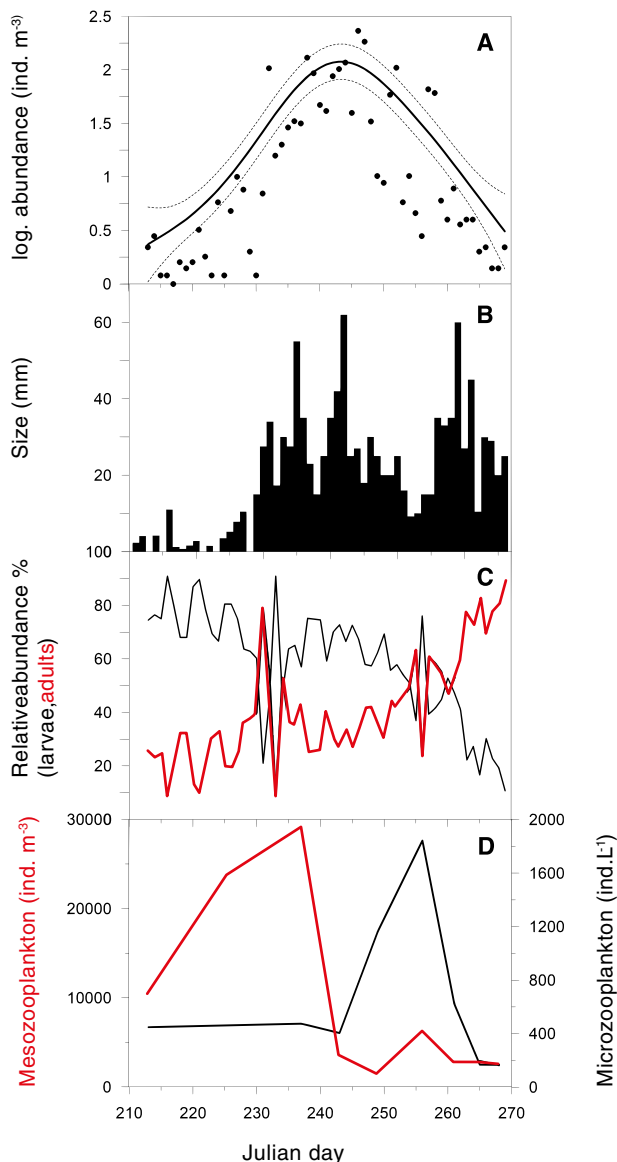 A
log. abundance (ind. m-3)
2.5
2
1.5
1
0.5
0
B
Size (mm)
60
40
20
100
C
Relativeabundance %
(larvae,adults)
80
60
40
20
D
Mesozooplankton (ind. m-3)
30000
20000
10000
0
2000
1600
1200
800
400
0
Microzooplankton (ind.L-1)
210 220 230 240 250 260 270
Julian day